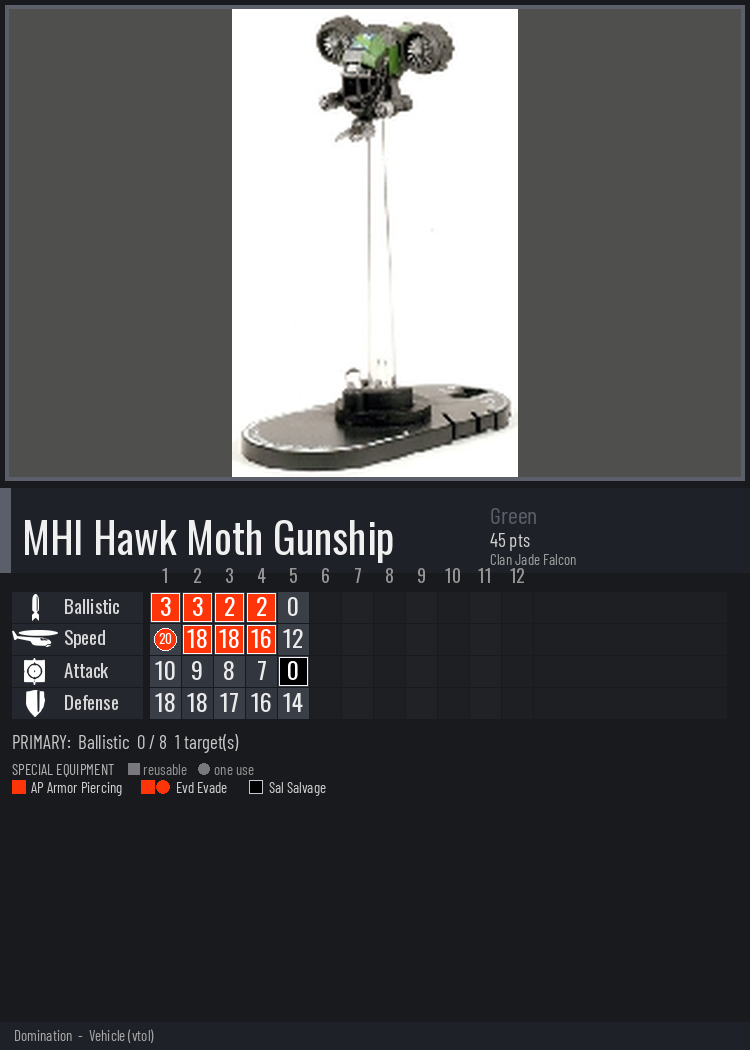 MHI Hawk Moth Gunship
Green
45 pts
Clan Jade Falcon
1 2 3 4 5 6 7 8 9 10 11 12
Ballistic 3 3 2 2 0
Speed 20 18 18 16 12
Attack 10 9 8 7 0
Defense 18 18 17 16 14
PRIMARY: Ballistic 0 / 8 1 target(s)
SPECIAL EQUIPMENT reusable one use
AP Armor Piercing Evd Evade Sal Salvage
Domination - Vehicle (vtol)